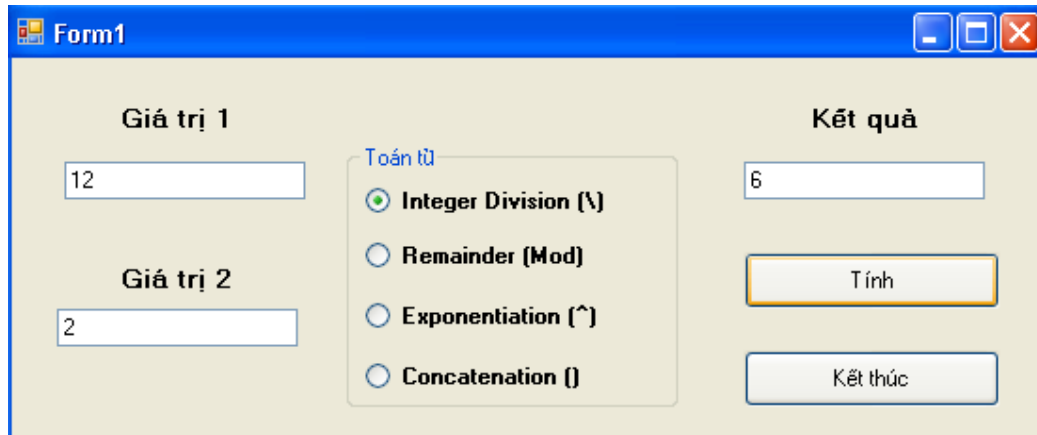 Form1
Giá trị 1
12
Giá trị 2
2
Toán tử
Integer Division (\)
Remainder (Mod)
Exponentiation (^)
Concatenation ()
Kết quả
6
Tính
Kết thúc